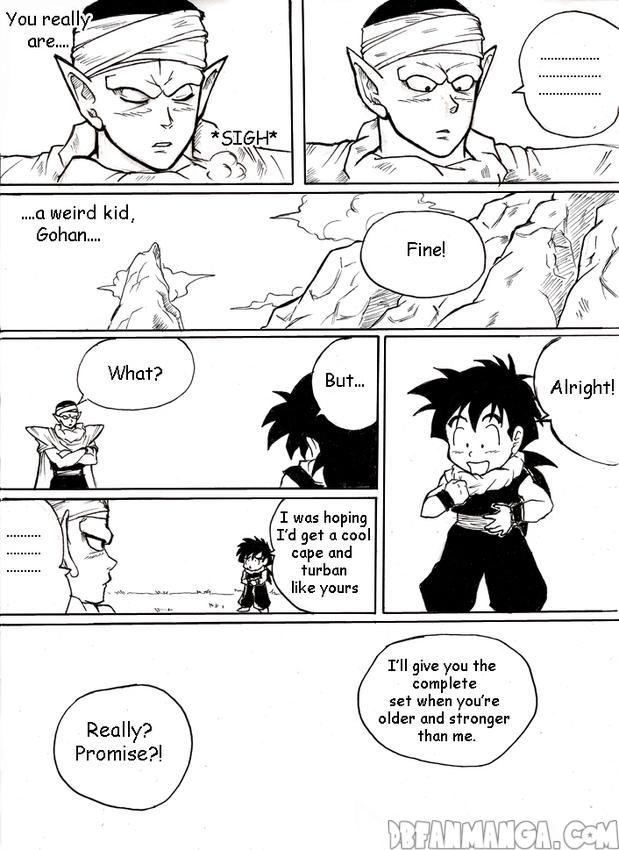 ...............
...............
...............
You really
are....
*SIGH*
....a weird
kid,
Gohan....
Fine!
Alright!
But...
What?
I was hoping
I'd get a cool
cape and
turban
like yours
.........
.........
.........
I'll give you the
complete
set when you're
older and stronger
than me.
Really?
Promise?!
DBFANMANGA.COM